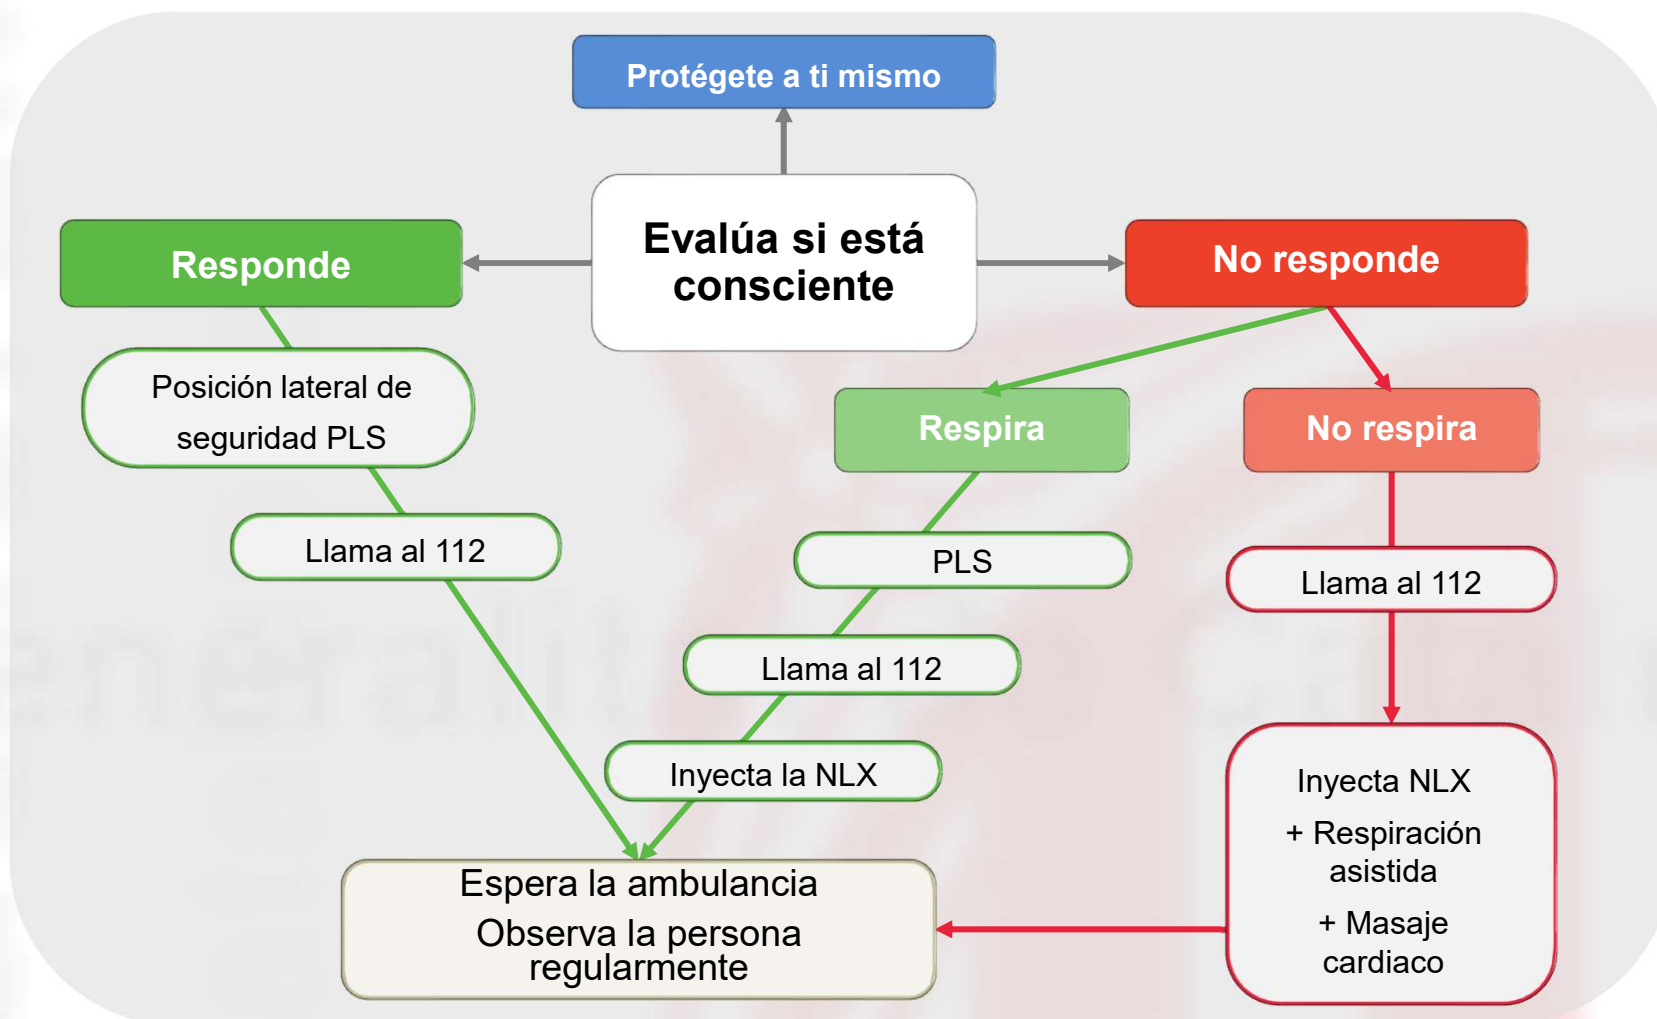 Protégete a ti mismo
Evalúa si está
consciente
Responde
No responde
Posición lateral de
seguridad PLS
Respira
No respira
Llama al 112
PLS
Llama al 112
Llama al 112
Inyecta la NLX
Inyecta NLX
+ Respiración
asistida
+ Masaje
cardiaco
Espera la ambulancia
Observa la persona
regularmente